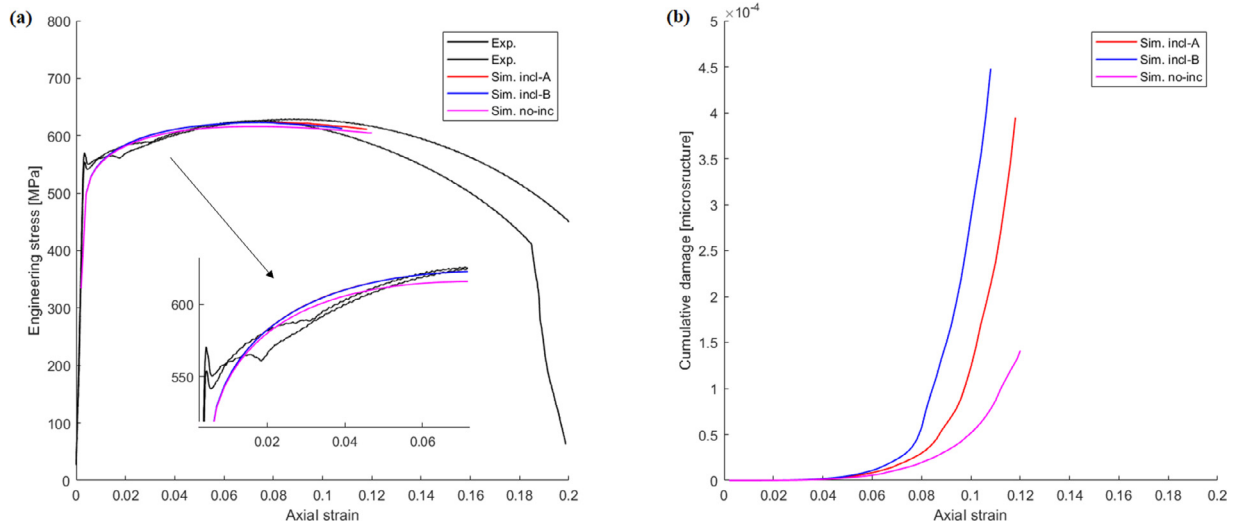 (a)
800
700
600
500
400
300
200
100
0
Engineering stress [MPa]
Exp.
Exp.
Sim. incl-A
Sim. incl-B
Sim. no-inc
600
550
0.02 0.04 0.06
0 0.02 0.04 0.06 0.08 0.1 0.12 0.14 0.16 0.18 0.2
Axial strain
(b)
×10⁻⁴
5
4.5
4
3.5
3
2.5
2
1.5
1
0.5
0
Cumulative damage [microsructure]
Sim. incl-A
Sim. incl-B
Sim. no-inc
0 0.02 0.04 0.06 0.08 0.1 0.12 0.14 0.16 0.18 0.2
Axial strain